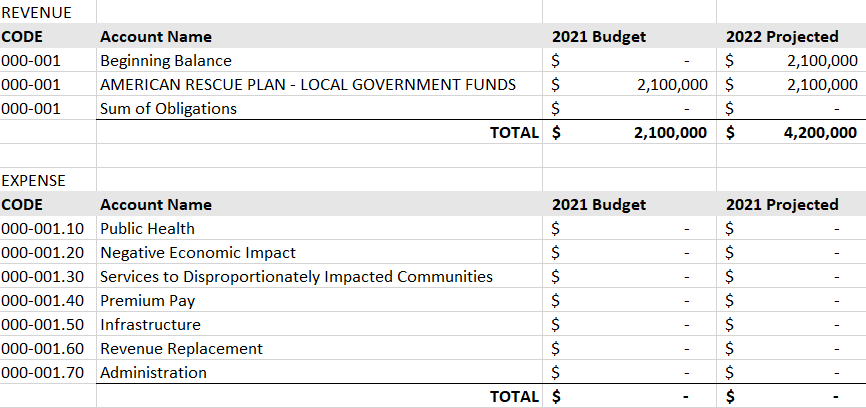 REVENUE
CODE Account Name 2021 Budget 2022 Projected
000-001 Beginning Balance $ - $ 2,100,000
000-001 AMERICAN RESCUE PLAN - LOCAL GOVERNMENT FUNDS $ 2,100,000 $ 2,100,000
000-001 Sum of Obligations $ - $ -
TOTAL $ 2,100,000 $ 4,200,000
EXPENSE
CODE Account Name 2021 Budget 2021 Projected
000-001.10 Public Health $ - $ -
000-001.20 Negative Economic Impact $ - $ -
000-001.30 Services to Disproportionately Impacted Communities $ - $ -
000-001.40 Premium Pay $ - $ -
000-001.50 Infrastructure $ - $ -
000-001.60 Revenue Replacement $ - $ -
000-001.70 Administration $ - $ -
TOTAL $ - $ -